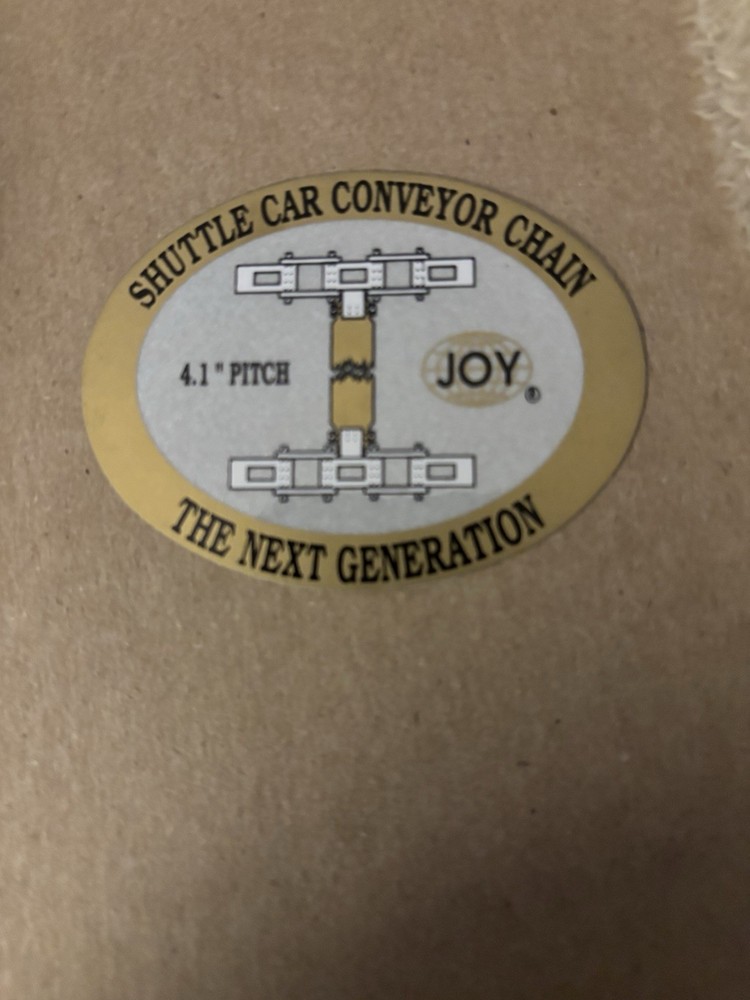 SHUTTLE CAR CONVEYOR CHAIN
4.1" PITCH
JOY®
THE NEXT GENERATION